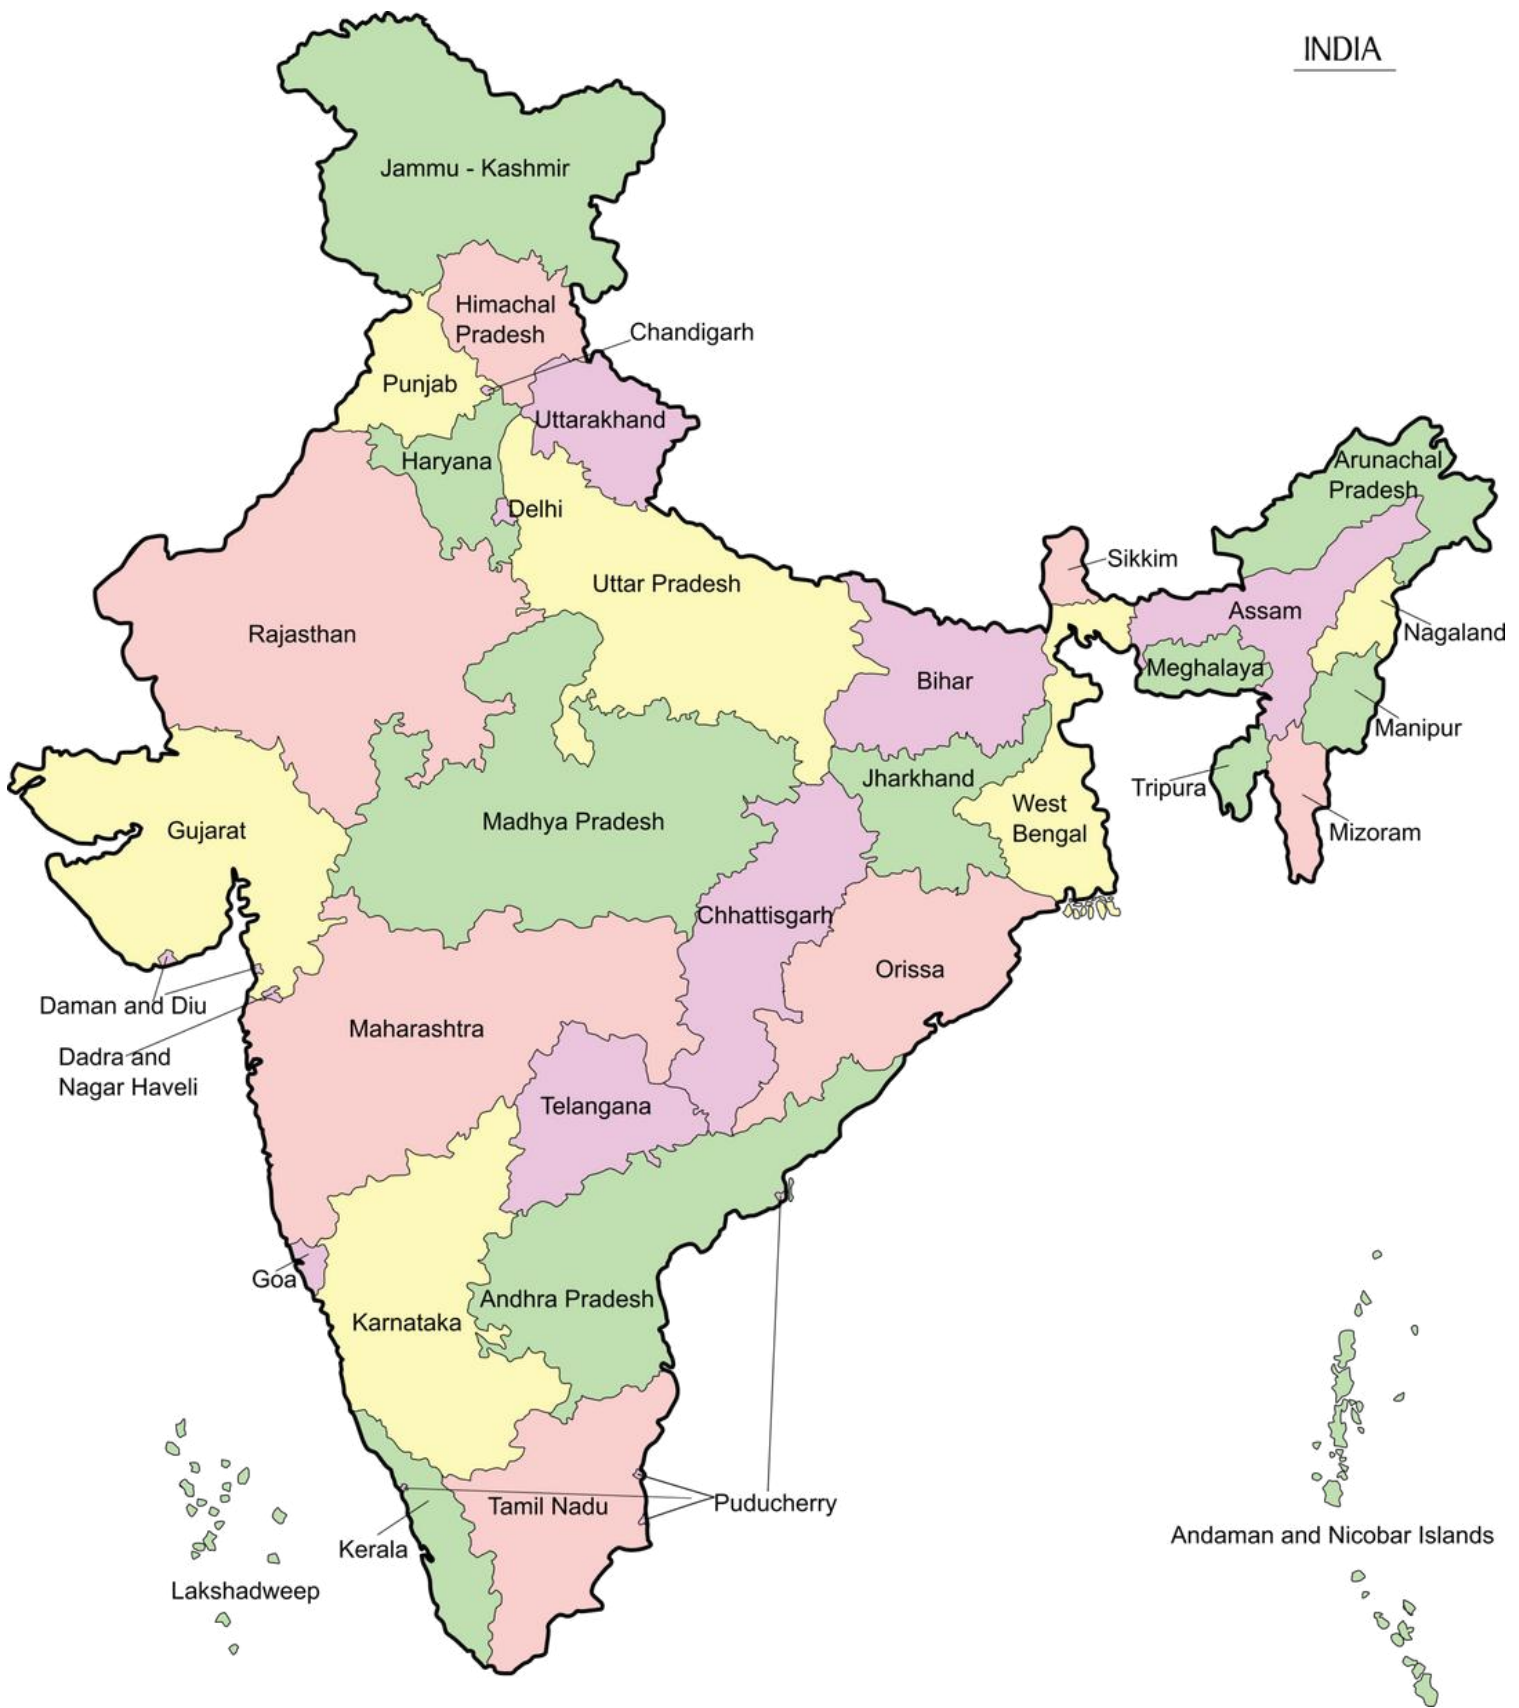 INDIA
Jammu - Kashmir
Himachal
Pradesh
Chandigarh
Punjab
Uttarakhand
Haryana
Delhi
Arunachal
Pradesh
Sikkim
Uttar Pradesh
Assam
Nagaland
Rajasthan
Meghalaya
Bihar
Manipur
Jharkhand
Tripura
West
Bengal
Madhya Pradesh
Gujarat
Mizoram
Chhattisgarh
Orissa
Daman and Diu
Maharashtra
Dadra and
Nagar Haveli
Telangana
Goa
Andhra Pradesh
Karnataka
Puducherry
Tamil Nadu
Kerala
Andaman and Nicobar Islands
Lakshadweep